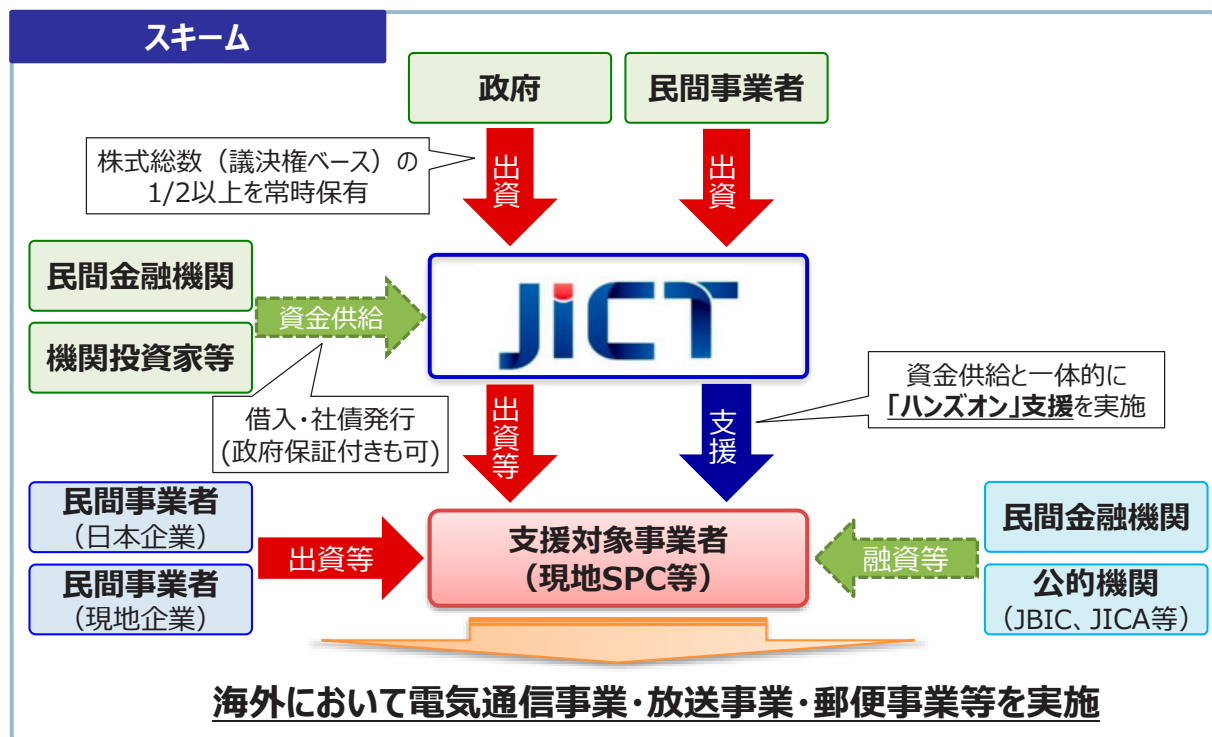 スキーム
政府
民間事業者
株式総数（議決権ベース）の
1/2以上を常時保有
出資
出資
民間金融機関
機関投資家等
資金供給
JICT
借入・社債発行
(政府保証付きも可)
出資等
支援
資金供給と一体的に
「ハンズオン」支援を実施
民間事業者
（日本企業）
民間事業者
（現地企業）
出資等
支援対象事業者
（現地SPC等）
融資等
民間金融機関
公的機関
（JBIC、JICA等）
海外において電気通信事業・放送事業・郵便事業等を実施